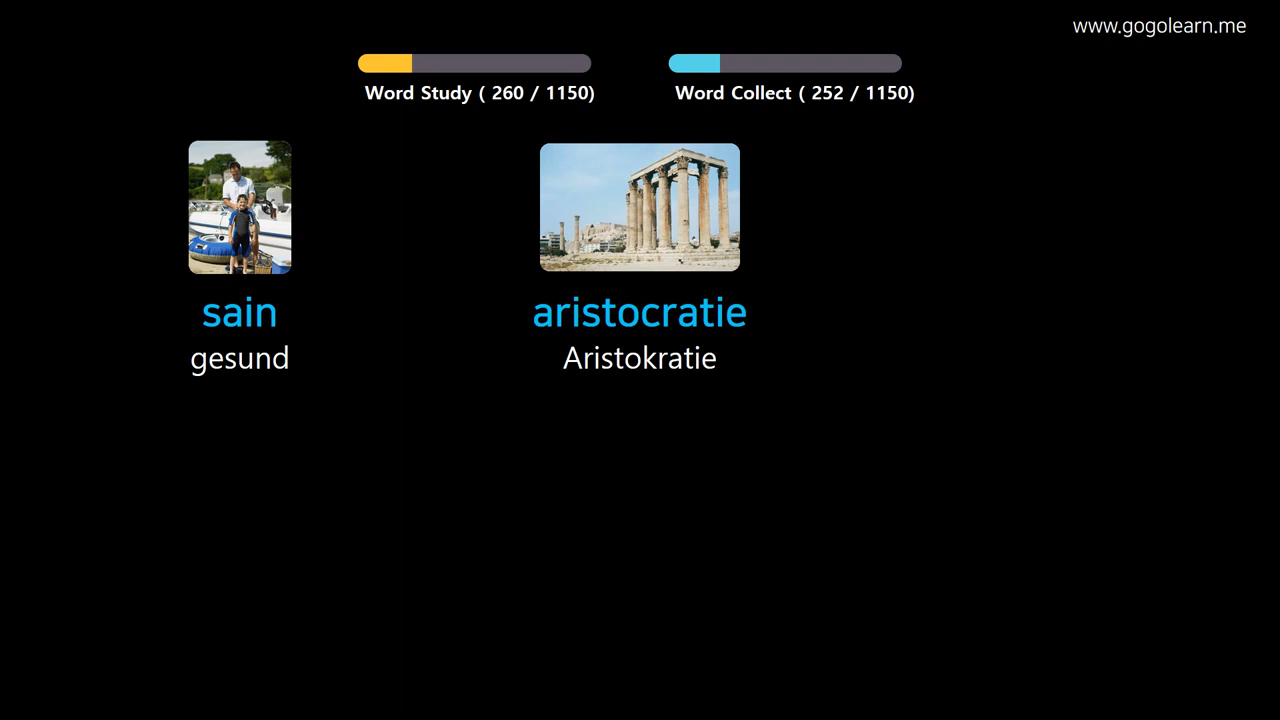 www.gogolearn.me
Word Study ( 260 / 1150)
Word Collect ( 252 / 1150)
sain
gesund
aristocratie
Aristokratie